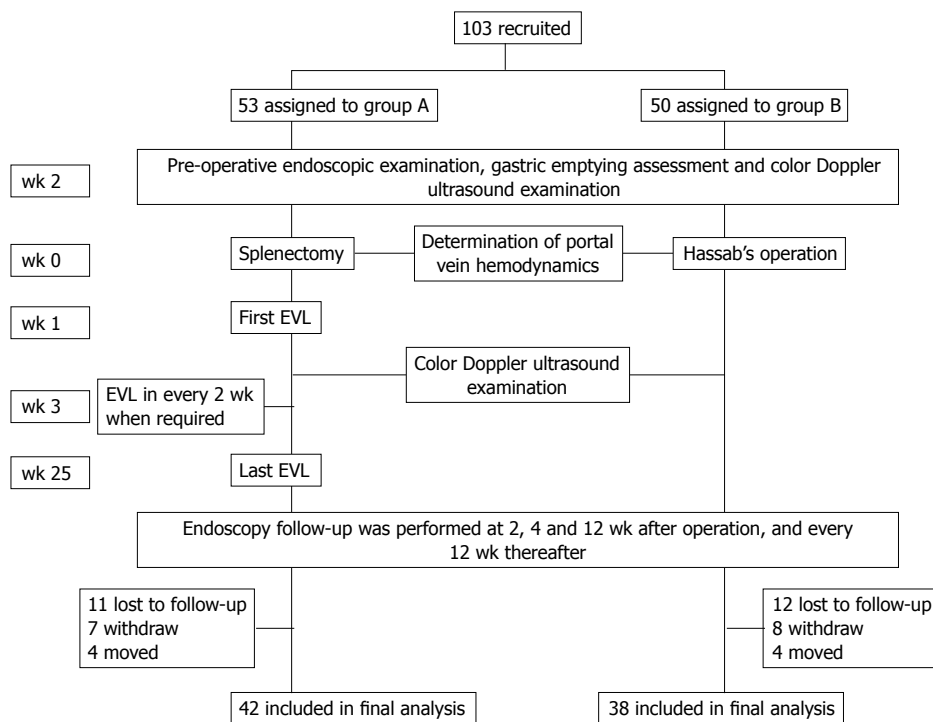 103 recruited
53 assigned to group A
50 assigned to group B
wk 2
Pre-operative endoscopic examination, gastric emptying assessment and color Doppler
ultrasound examination
wk 0
Splenectomy
Determination of portal
vein hemodynamics
Hassab's operation
wk 1
First EVL
Color Doppler ultrasound
examination
wk 3
EVL in every 2 wk
when required
wk 25
Last EVL
Endoscopy follow-up was performed at 2, 4 and 12 wk after operation, and every
12 wk thereafter
11 lost to follow-up
7 withdraw
4 moved
12 lost to follow-up
8 withdraw
4 moved
42 included in final analysis
38 included in final analysis